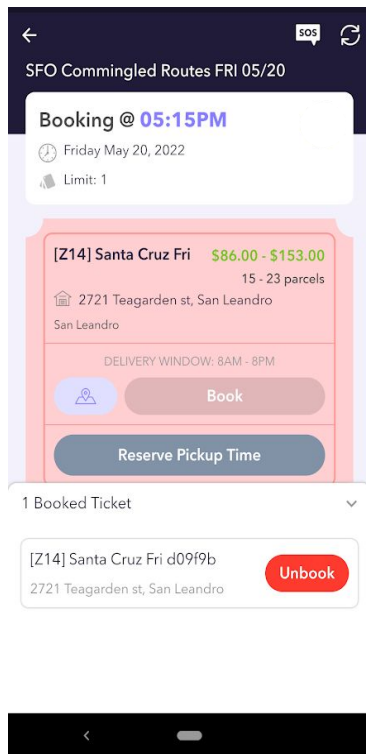 SOS
SFO Commingled Routes FRI 05/20
Booking @ 05:15PM
Friday May 20, 2022
Limit: 1
[Z14] Santa Cruz Fri $86.00 - $153.00
15 - 23 parcels
2721 Teagarden st, San Leandro
San Leandro
DELIVERY WINDOW: 8AM - 8PM
Book
Reserve Pickup Time
1 Booked Ticket
[Z14] Santa Cruz Fri d09f9b
Unbook
2721 Teagarden st, San Leandro